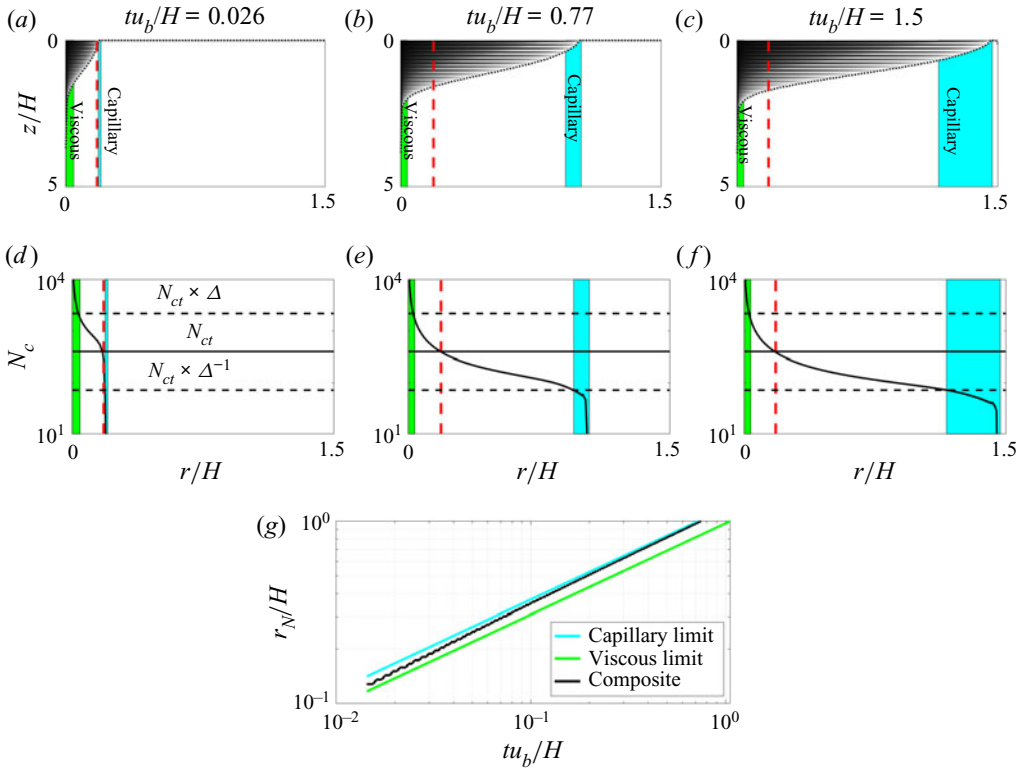 (a) tu_b/H = 0.026
(b) tu_b/H = 0.77
(c) tu_b/H = 1.5
0
z/H
5
Viscous
Capillary
0
1.5
0
5
Viscous
Capillary
0
1.5
0
5
Viscous
Capillary
0
1.5
(d)
(e)
(f)
10^4
N_c
10^1
N_ct × Δ
N_ct
N_ct × Δ^−1
0
1.5
r/H
10^4
10^1
0
1.5
r/H
10^4
10^1
0
1.5
r/H
(g)
10^0
r_N/H
10^−1
Capillary limit
Viscous limit
Composite
10^−2
10^−1
10^0
tu_b/H